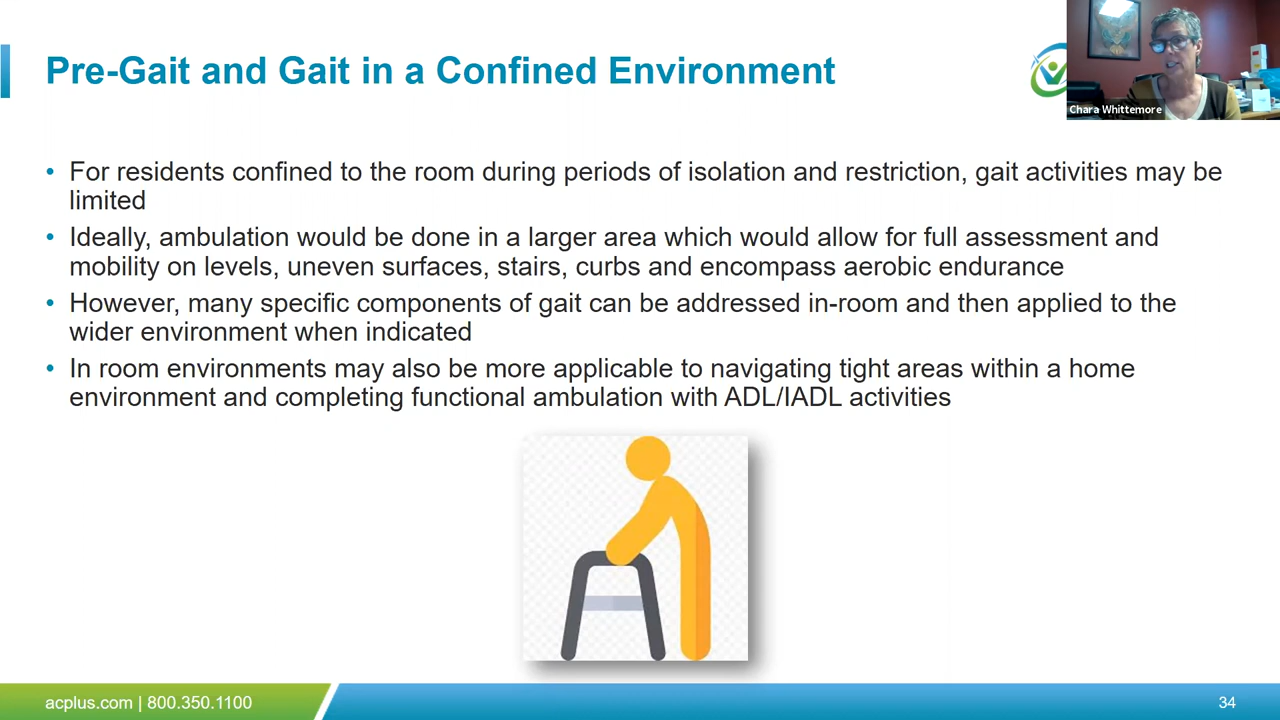 Pre-Gait and Gait in a Confined Environment
Chara Whittemore
• For residents confined to the room during periods of isolation and restriction, gait activities may be
limited
• Ideally, ambulation would be done in a larger area which would allow for full assessment and
mobility on levels, uneven surfaces, stairs, curbs and encompass aerobic endurance
• However, many specific components of gait can be addressed in-room and then applied to the
wider environment when indicated
• In room environments may also be more applicable to navigating tight areas within a home
environment and completing functional ambulation with ADL/IADL activities
acplus.com | 800.350.1100
34